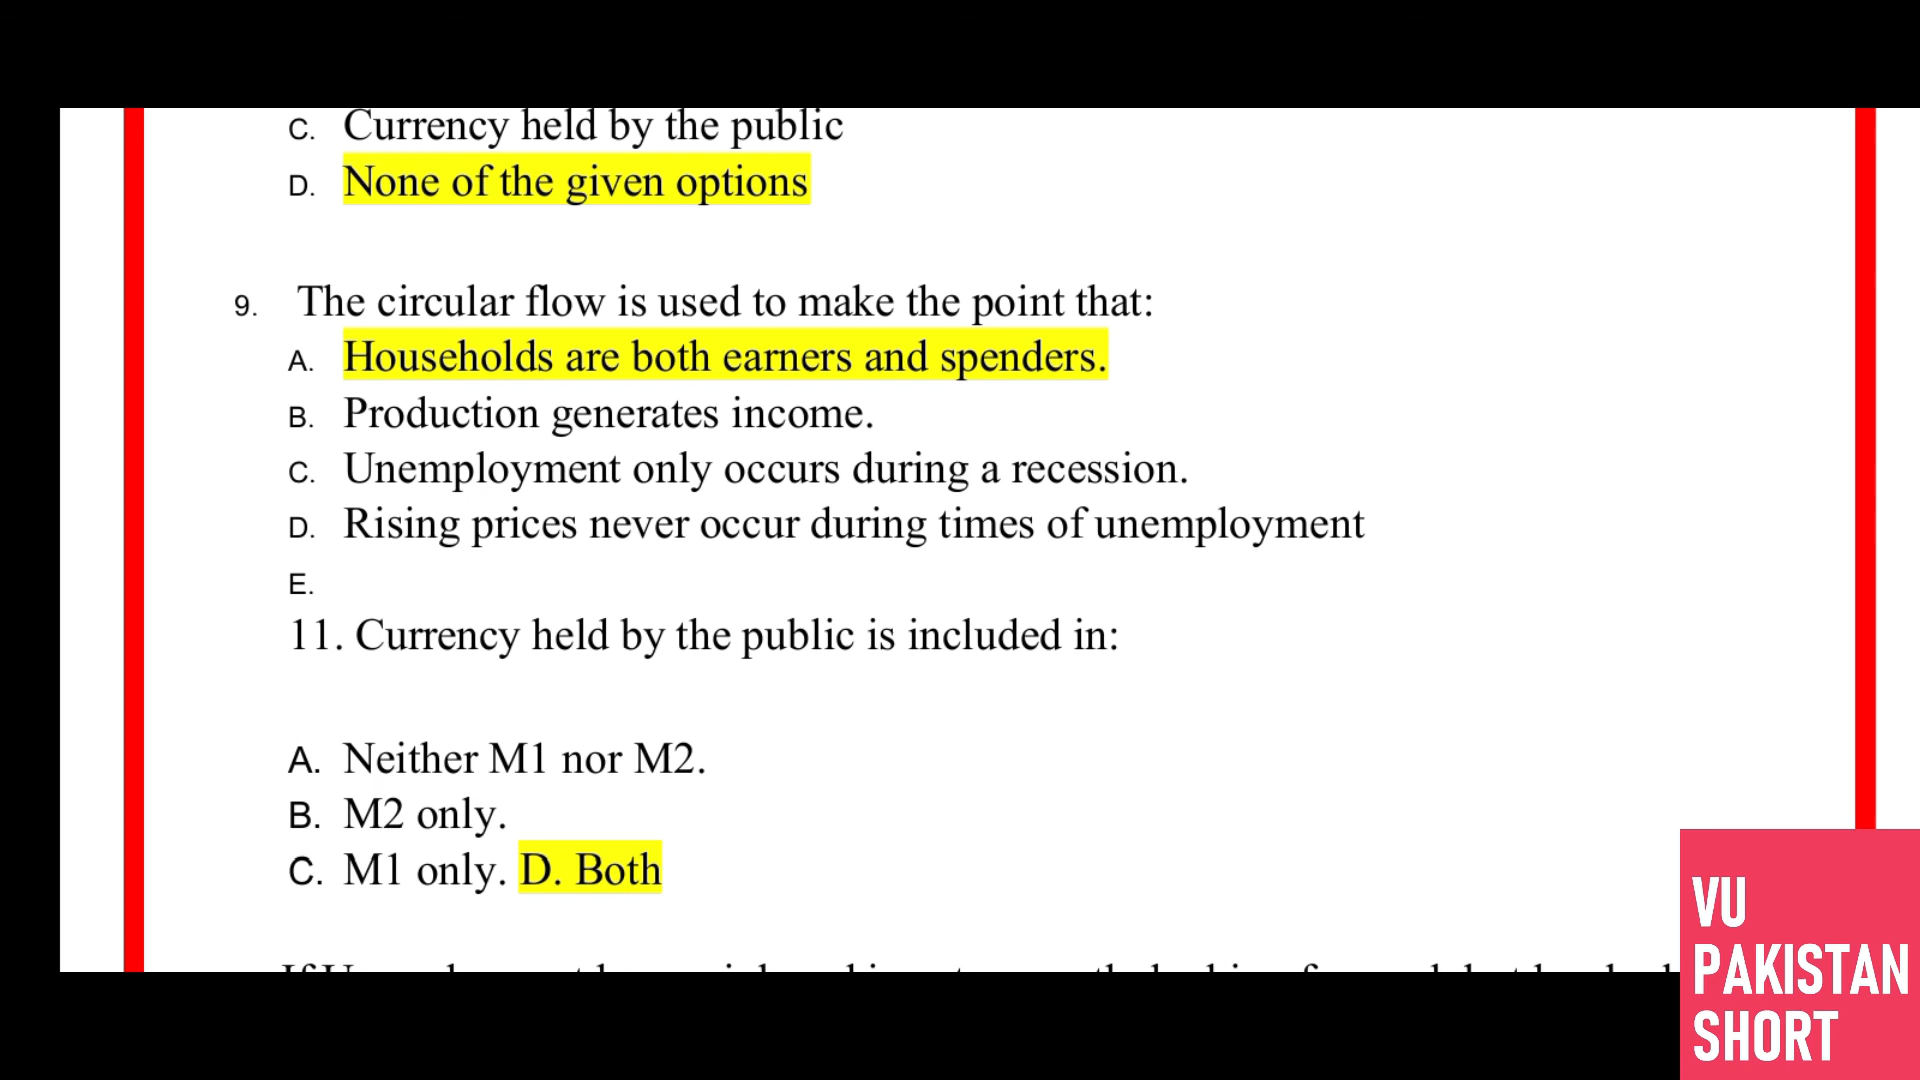 C. Currency held by the public
D. None of the given options
9. The circular flow is used to make the point that:
A. Households are both earners and spenders.
B. Production generates income.
C. Unemployment only occurs during a recession.
D. Rising prices never occur during times of unemployment
E.
11. Currency held by the public is included in:
A. Neither M1 nor M2.
B. M2 only.
C. M1 only. D. Both
VU
PAKISTAN
SHORT